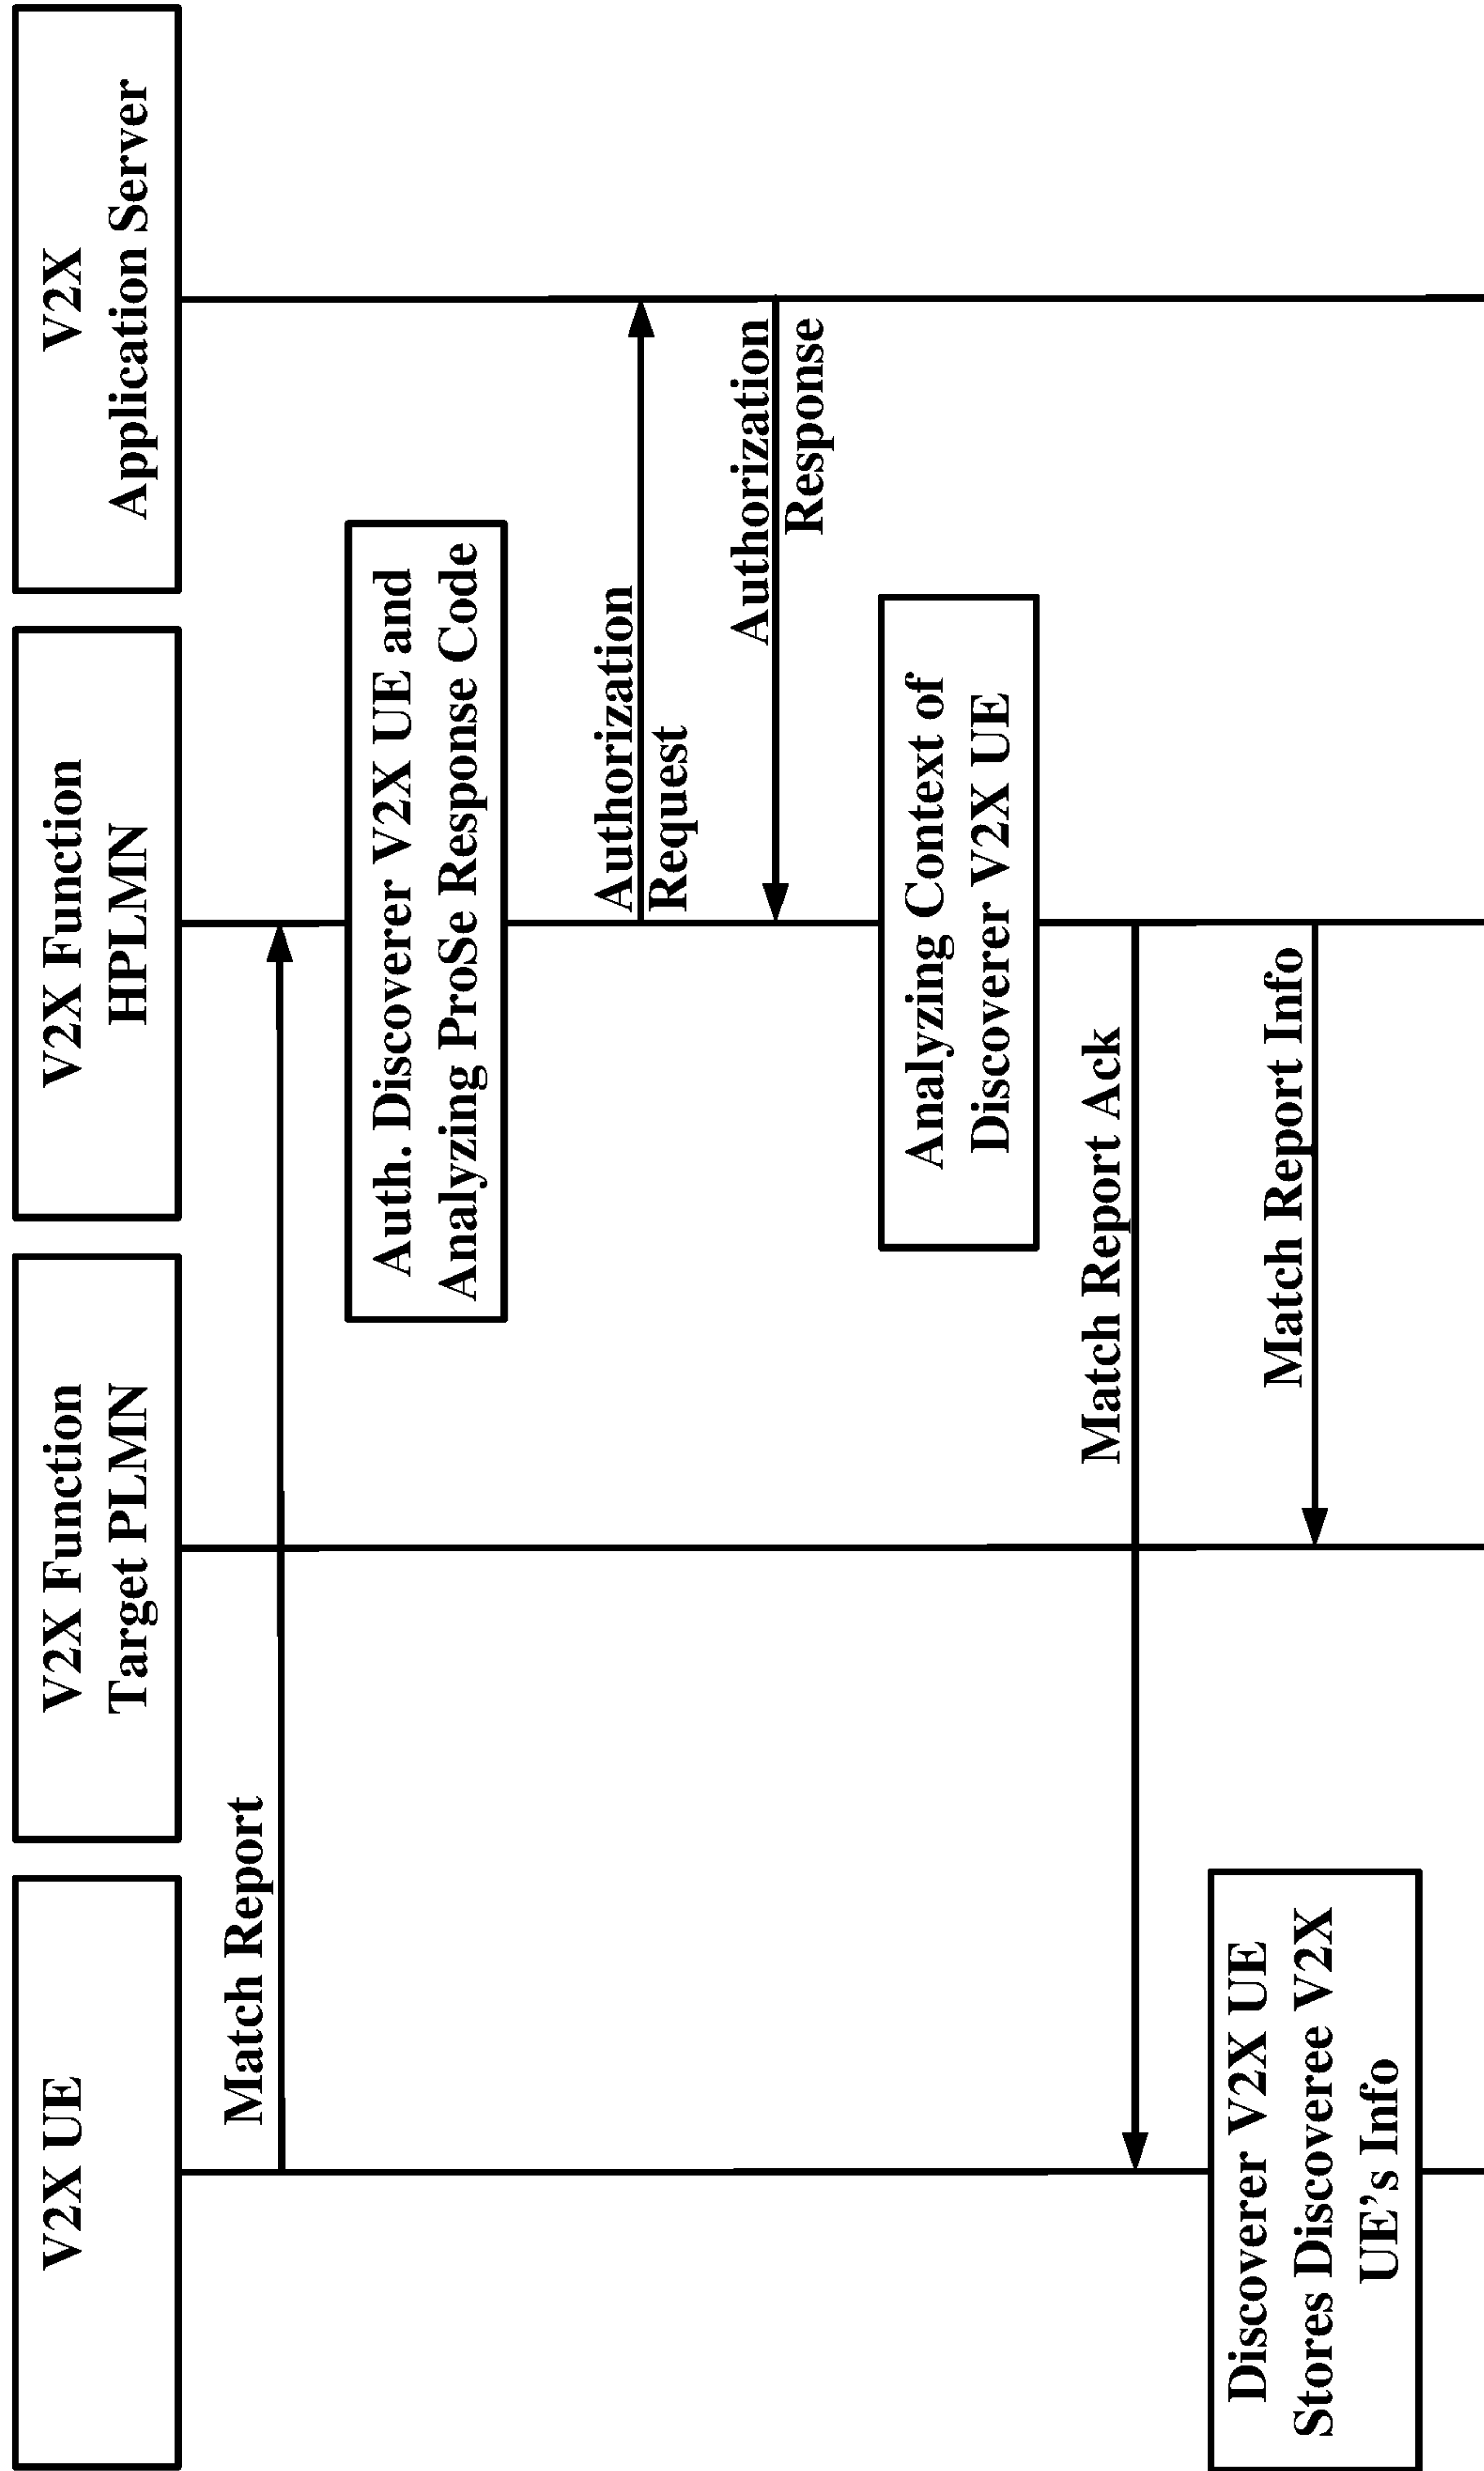 V2X UE
V2X Function
Target PLMN
V2X Function
HPLMN
V2X
Application Server
Match Report
Auth. Discoverer V2X UE and
Analyzing ProSe Response Code
Authorization
Request
Authorization
Response
Analyzing Context of
Discoverer V2X UE
Match Report Ack
Discoverer V2X UE
Stores Discoveree V2X
UE's Info
Match Report Info